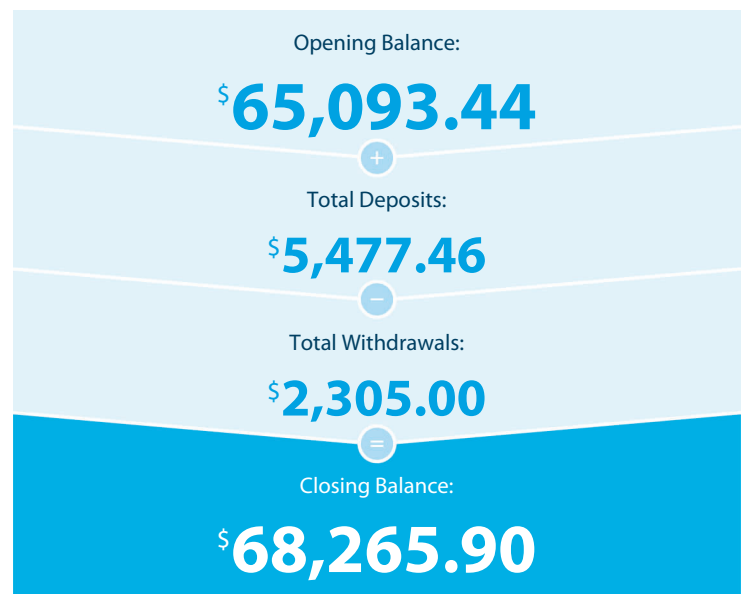 Opening Balance:
$65,093.44
+
Total Deposits:
$5,477.46
−
Total Withdrawals:
$2,305.00
=
Closing Balance:
$68,265.90